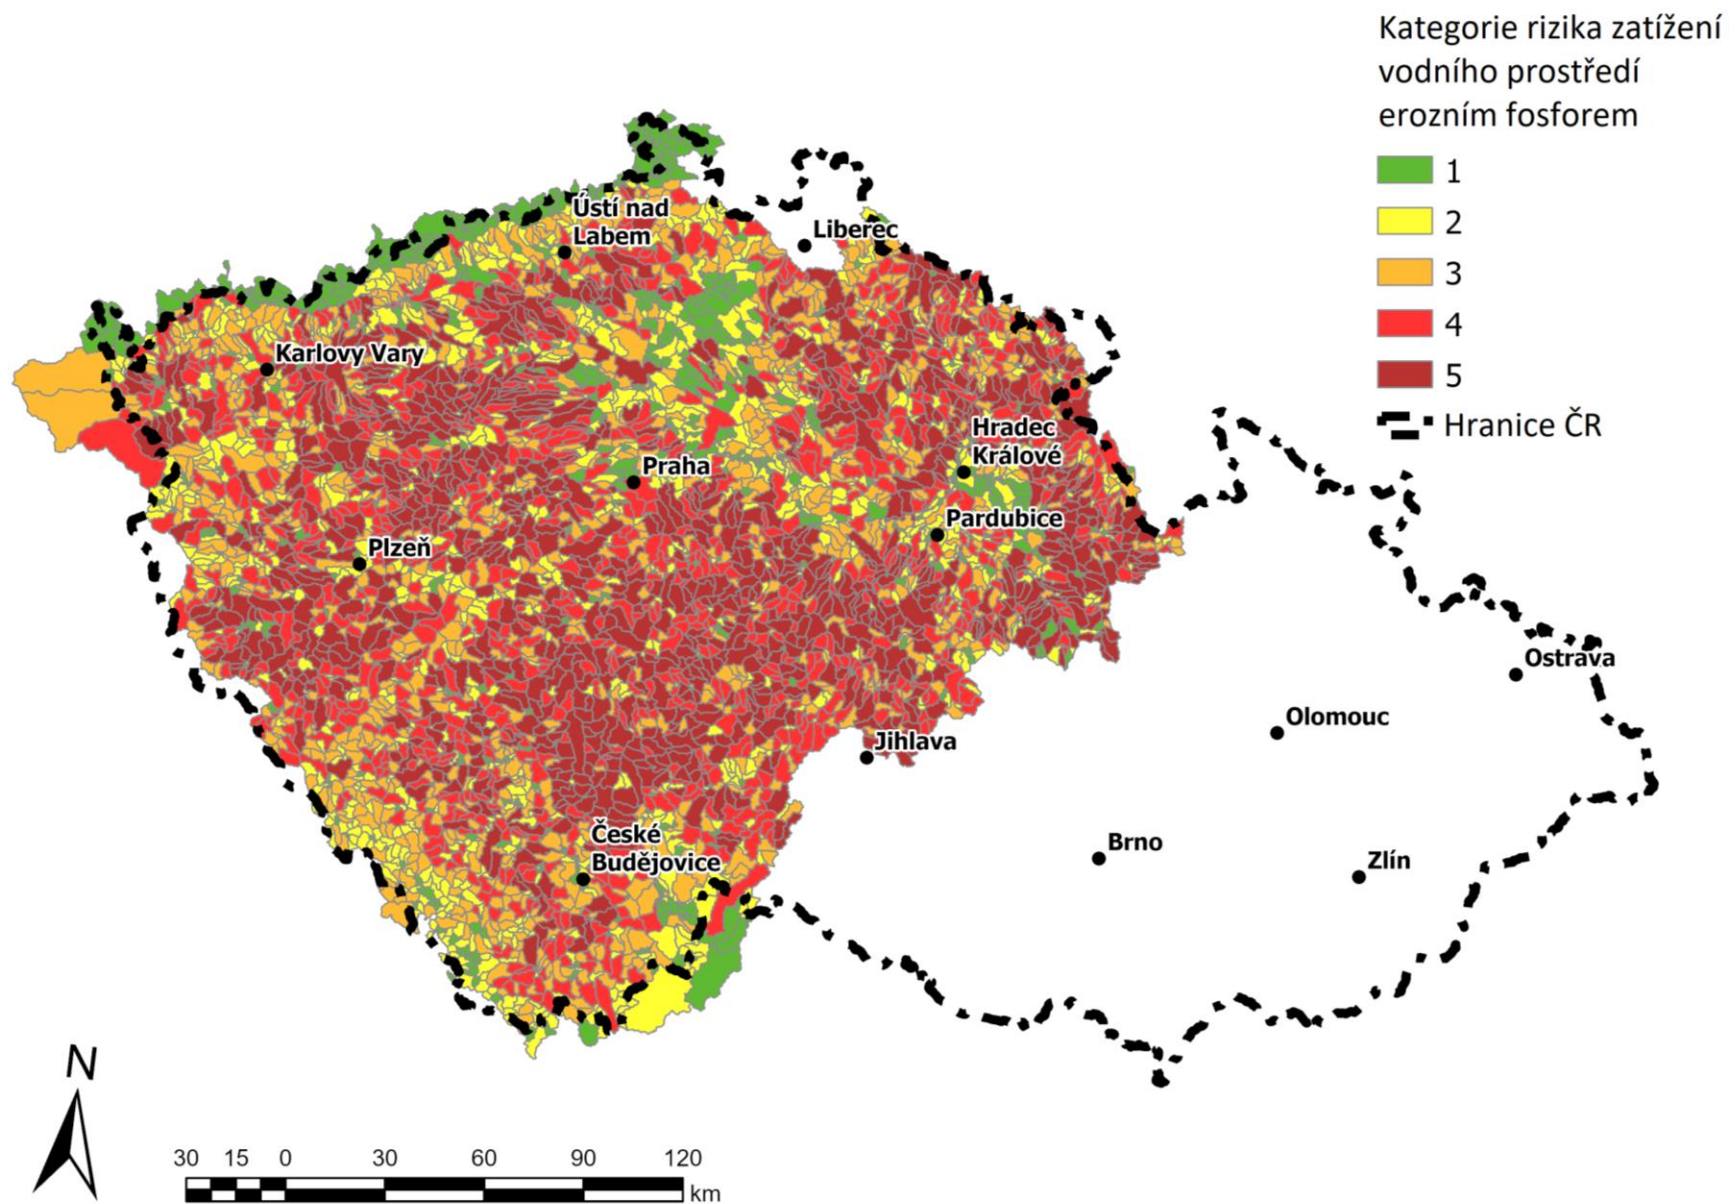 Kategorie rizika zatížení
vodního prostředí
erozním fosforem
1
2
3
4
5
Hranice ČR
Ústí nad
Labem
Liberec
Karlovy Vary
Hradec
Králové
Praha
Pardubice
Plzeň
Ostrava
Olomouc
Jihlava
České
Budějovice
Brno
Zlín
N
30 15 0 30 60 90 120
km